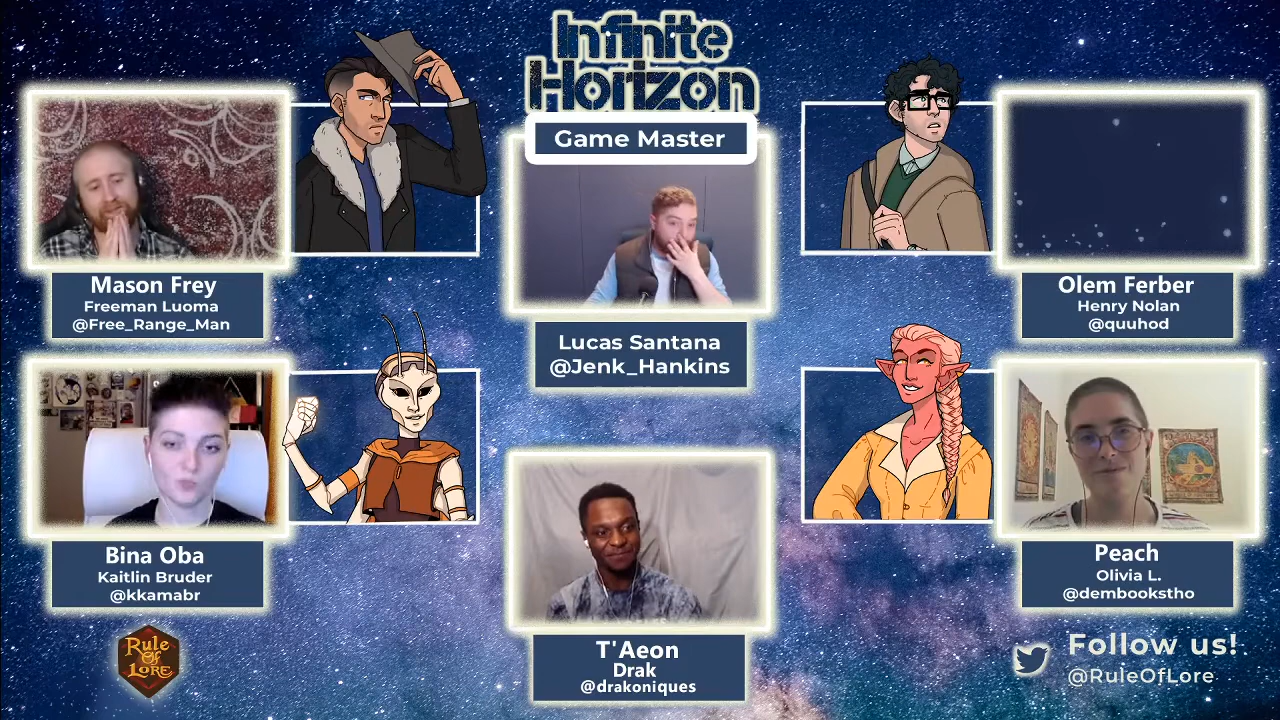 Infinite
Horizon
Game Master
Mason Frey
Freeman Luoma
@Free_Range_Man
Lucas Santana
@Jenk_Hankins
Olem Ferber
Henry Nolan
@quuhod
Bina Oba
Kaitlin Bruder
@kkamabr
T'Aeon
Drak
@drakoniques
Peach
Olivia L.
@dembookstho
Rule
Of
Lore
Follow us!
@RuleOfLore